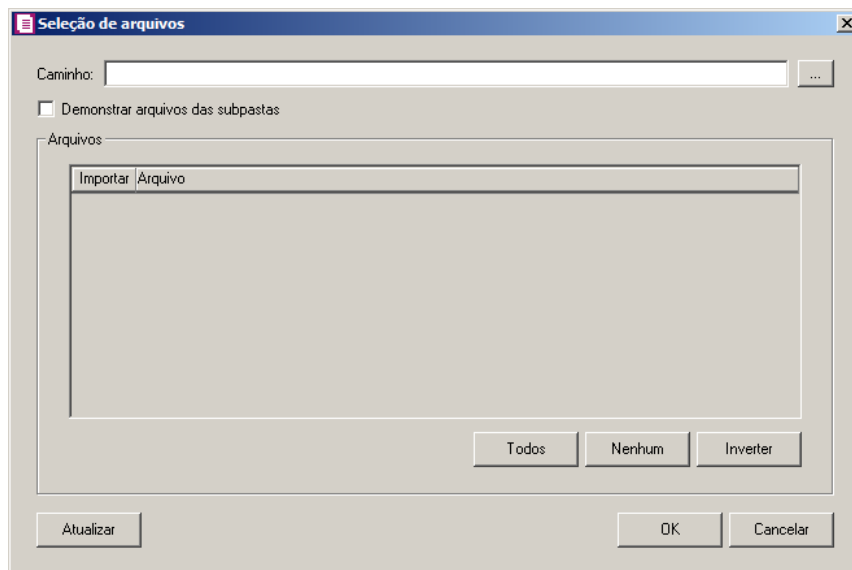 Seleção de arquivos
Caminho: ...
Demonstrar arquivos das subpastas
Arquivos
Importar Arquivo
Todos Nenhum Inverter
Atualizar OK Cancelar